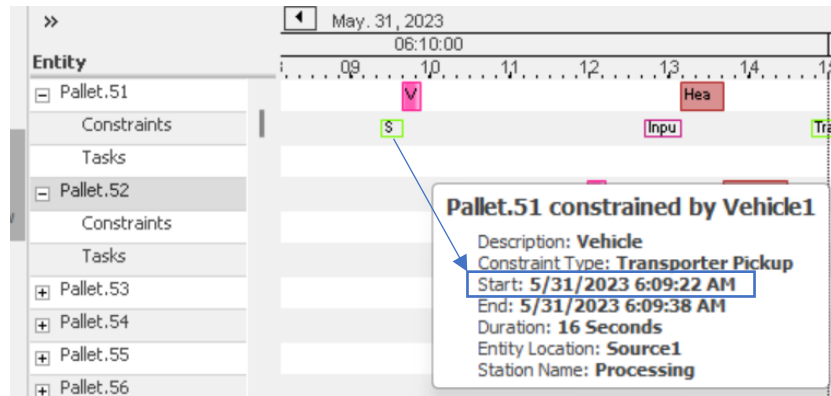 »
May. 31, 2023
06:10:00
Entity
09 10 11 12 13 14
Pallet.51
V
Hea
Constraints
S
Inpu
Tra
Tasks
Pallet.52
Constraints
Tasks
Pallet.53
Pallet.54
Pallet.55
Pallet.56
Pallet.51 constrained by Vehicle1
Description: Vehicle
Constraint Type: Transporter Pickup
Start: 5/31/2023 6:09:22 AM
End: 5/31/2023 6:09:38 AM
Duration: 16 Seconds
Entity Location: Source1
Station Name: Processing